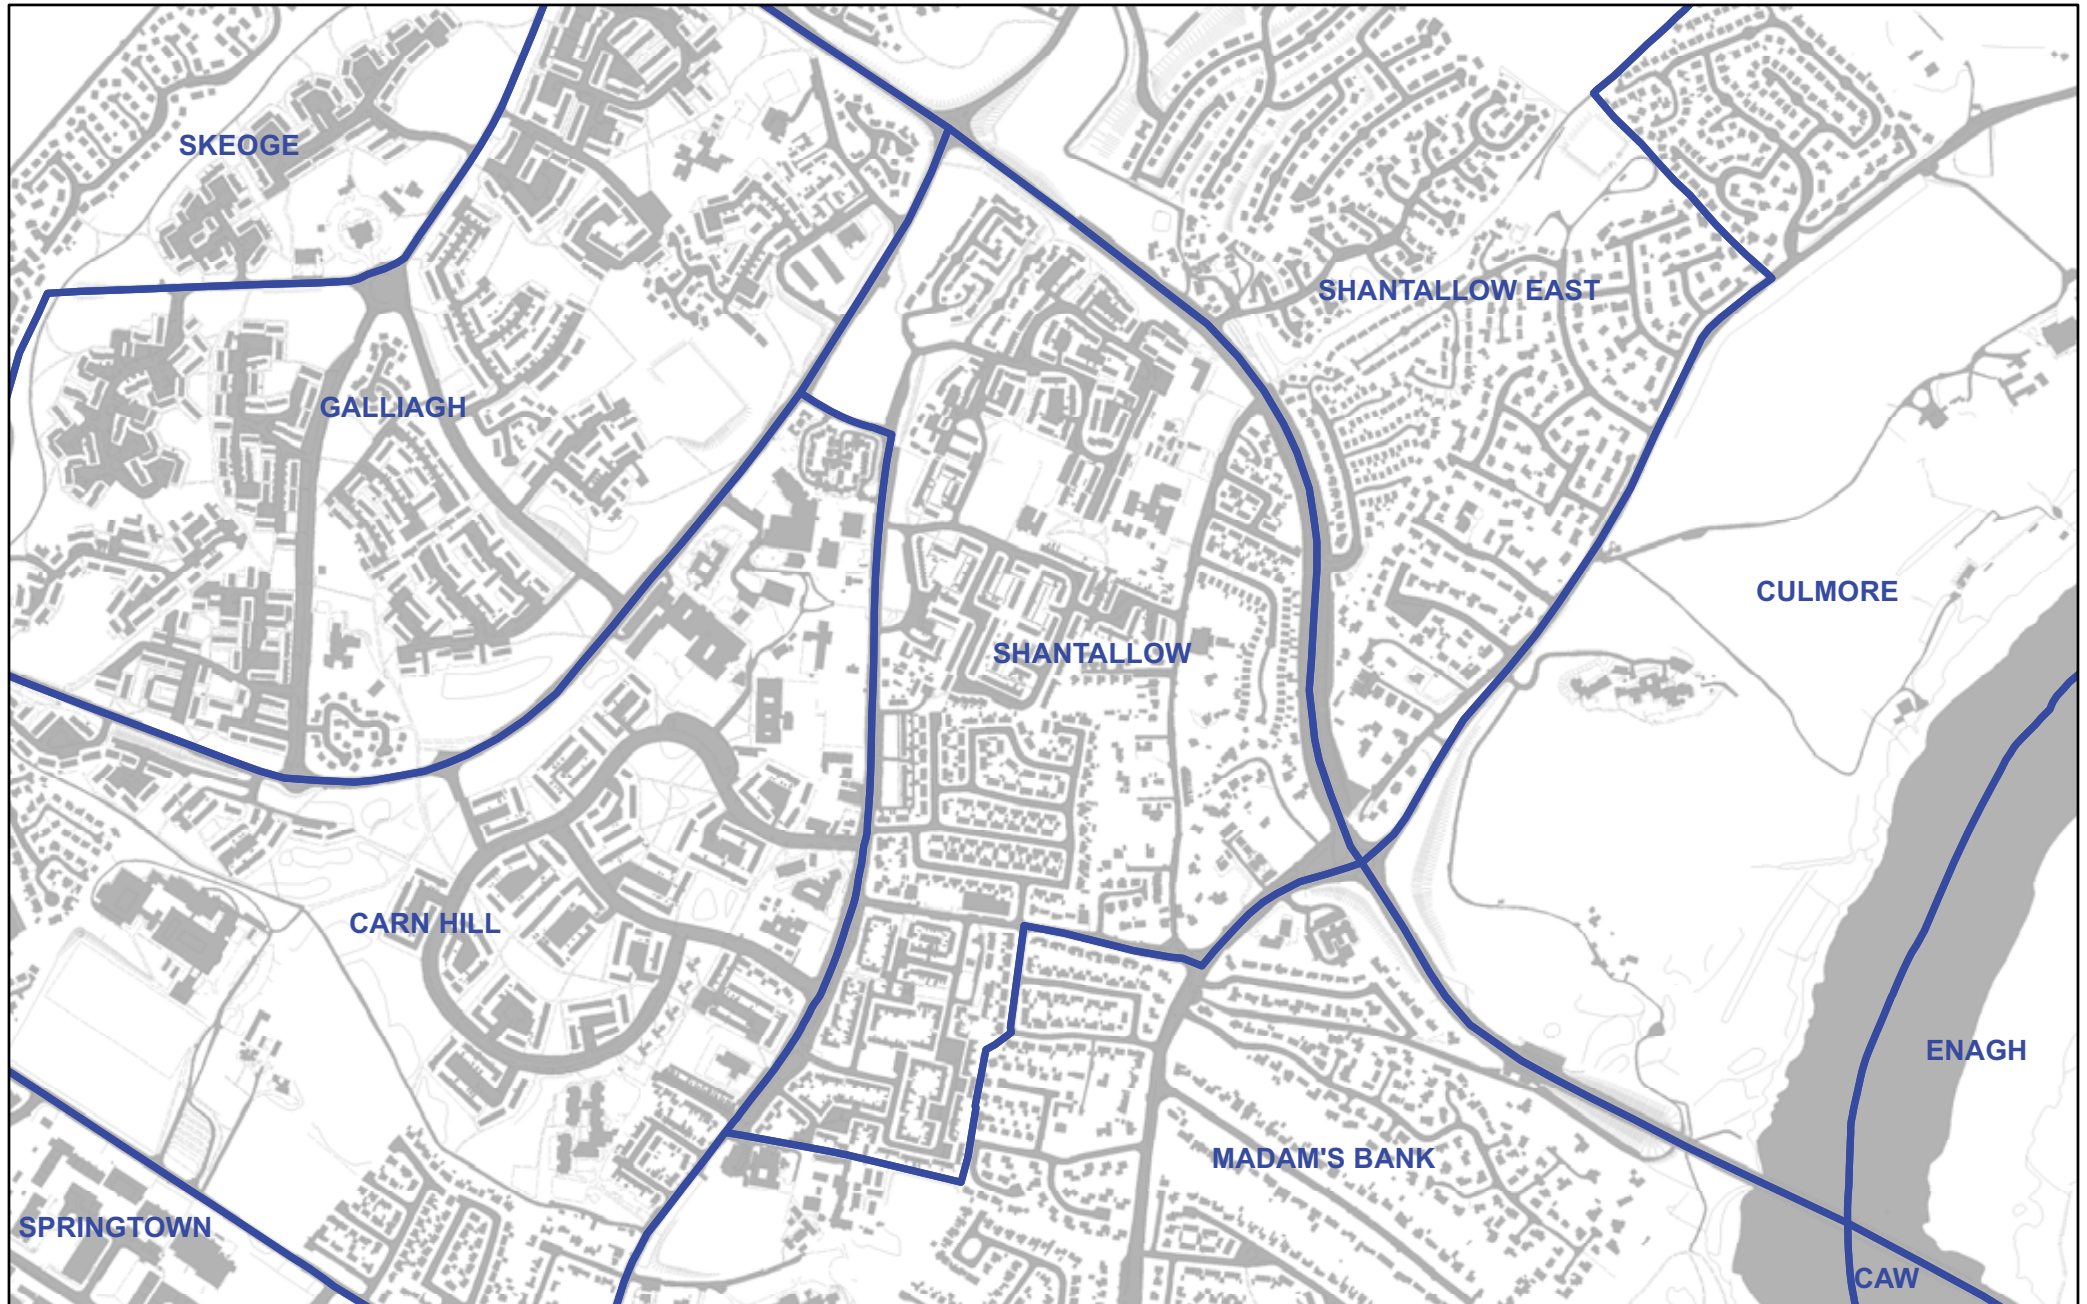 SKEOGE
SHANTALLOW EAST
GALLIAGH
CULMORE
SHANTALLOW
CARN HILL
ENAGH
MADAM'S BANK
SPRINGTOWN
CAW